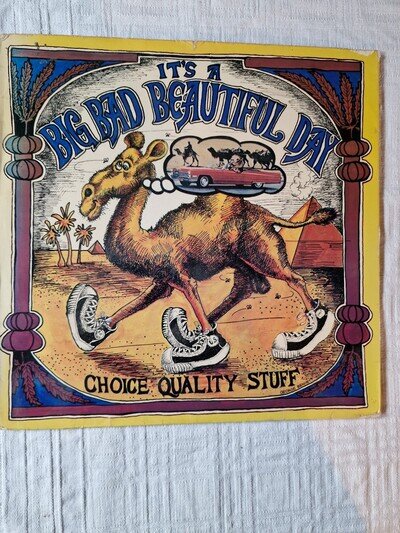 IT'S A
BIG BAD BEAUTIFUL DAY
CHOICE QUALITY STUFF